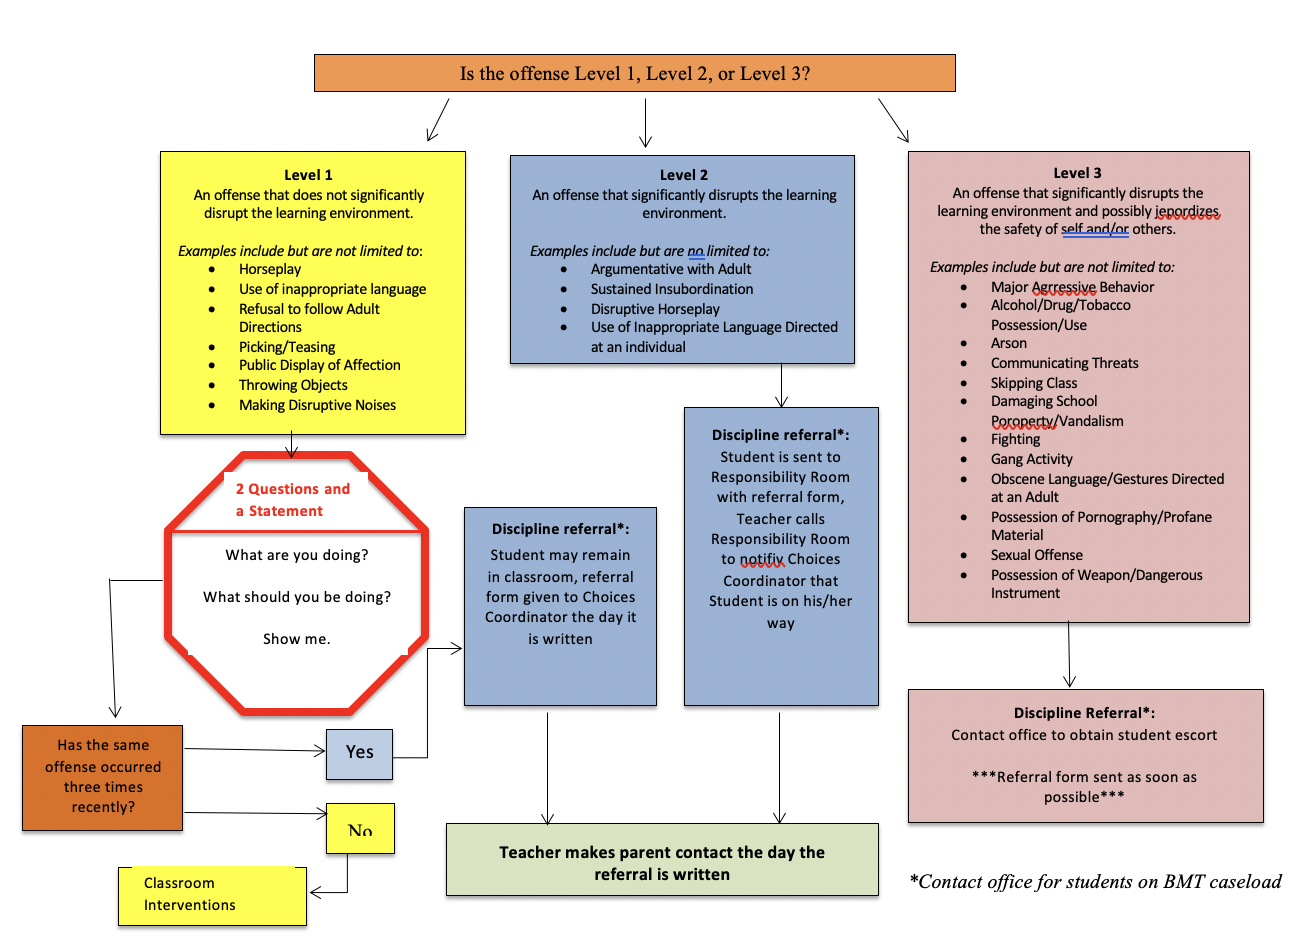 Is the offense Level 1, Level 2, or Level 3?
Level 1
An offense that does not significantly
disrupt the learning environment.
Examples include but are not limited to:
• Horseplay
• Use of inappropriate language
• Refusal to follow Adult
Directions
• Picking/Teasing
• Public Display of Affection
• Throwing Objects
• Making Disruptive Noises
Level 2
An offense that significantly disrupts the learning
environment.
Examples include but are no limited to:
• Argumentative with Adult
• Sustained Insubordination
• Disruptive Horseplay
• Use of Inappropriate Language Directed
at an individual
Level 3
An offense that significantly disrupts the
learning environment and possibly jepordizes
the safety of self and/or others.
Examples include but are not limited to:
• Major Agrressive Behavior
• Alcohol/Drug/Tobacco
Possession/Use
• Arson
• Communicating Threats
• Skipping Class
• Damaging School
Poroperty/Vandalism
• Fighting
• Gang Activity
• Obscene Language/Gestures Directed
at an Adult
• Possession of Pornography/Profane
Material
• Sexual Offense
• Possession of Weapon/Dangerous
Instrument
2 Questions and
a Statement
What are you doing?
What should you be doing?
Show me.
Discipline referral*:
Student may remain
in classroom, referral
form given to Choices
Coordinator the day it
is written
Discipline referral*:
Student is sent to
Responsibility Room
with referral form,
Teacher calls
Responsibility Room
to notifiy Choices
Coordinator that
Student is on his/her
way
Discipline Referral*:
Contact office to obtain student escort
***Referral form sent as soon as
possible***
Has the same
offense occurred
three times
recently?
Yes
No
Classroom
Interventions
Teacher makes parent contact the day the
referral is written
*Contact office for students on BMT caseload